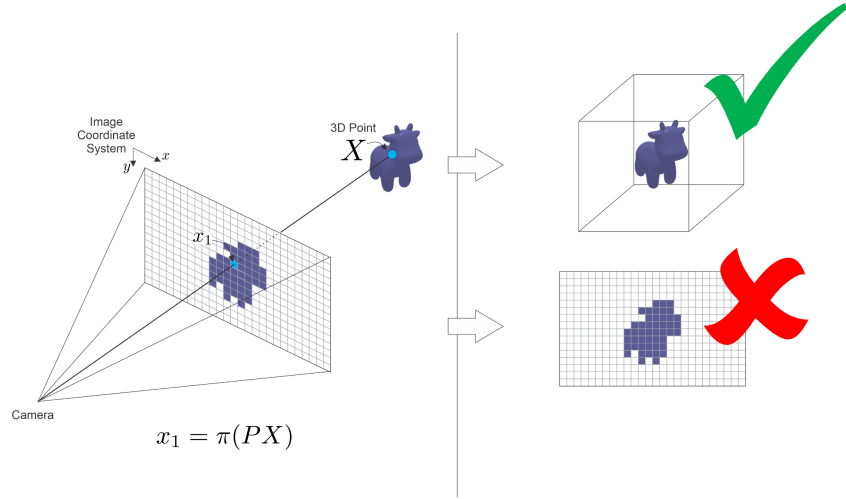 Image
Coordinate
System
x
y
3D Point
X
x₁
Camera
x₁ = π(PX)